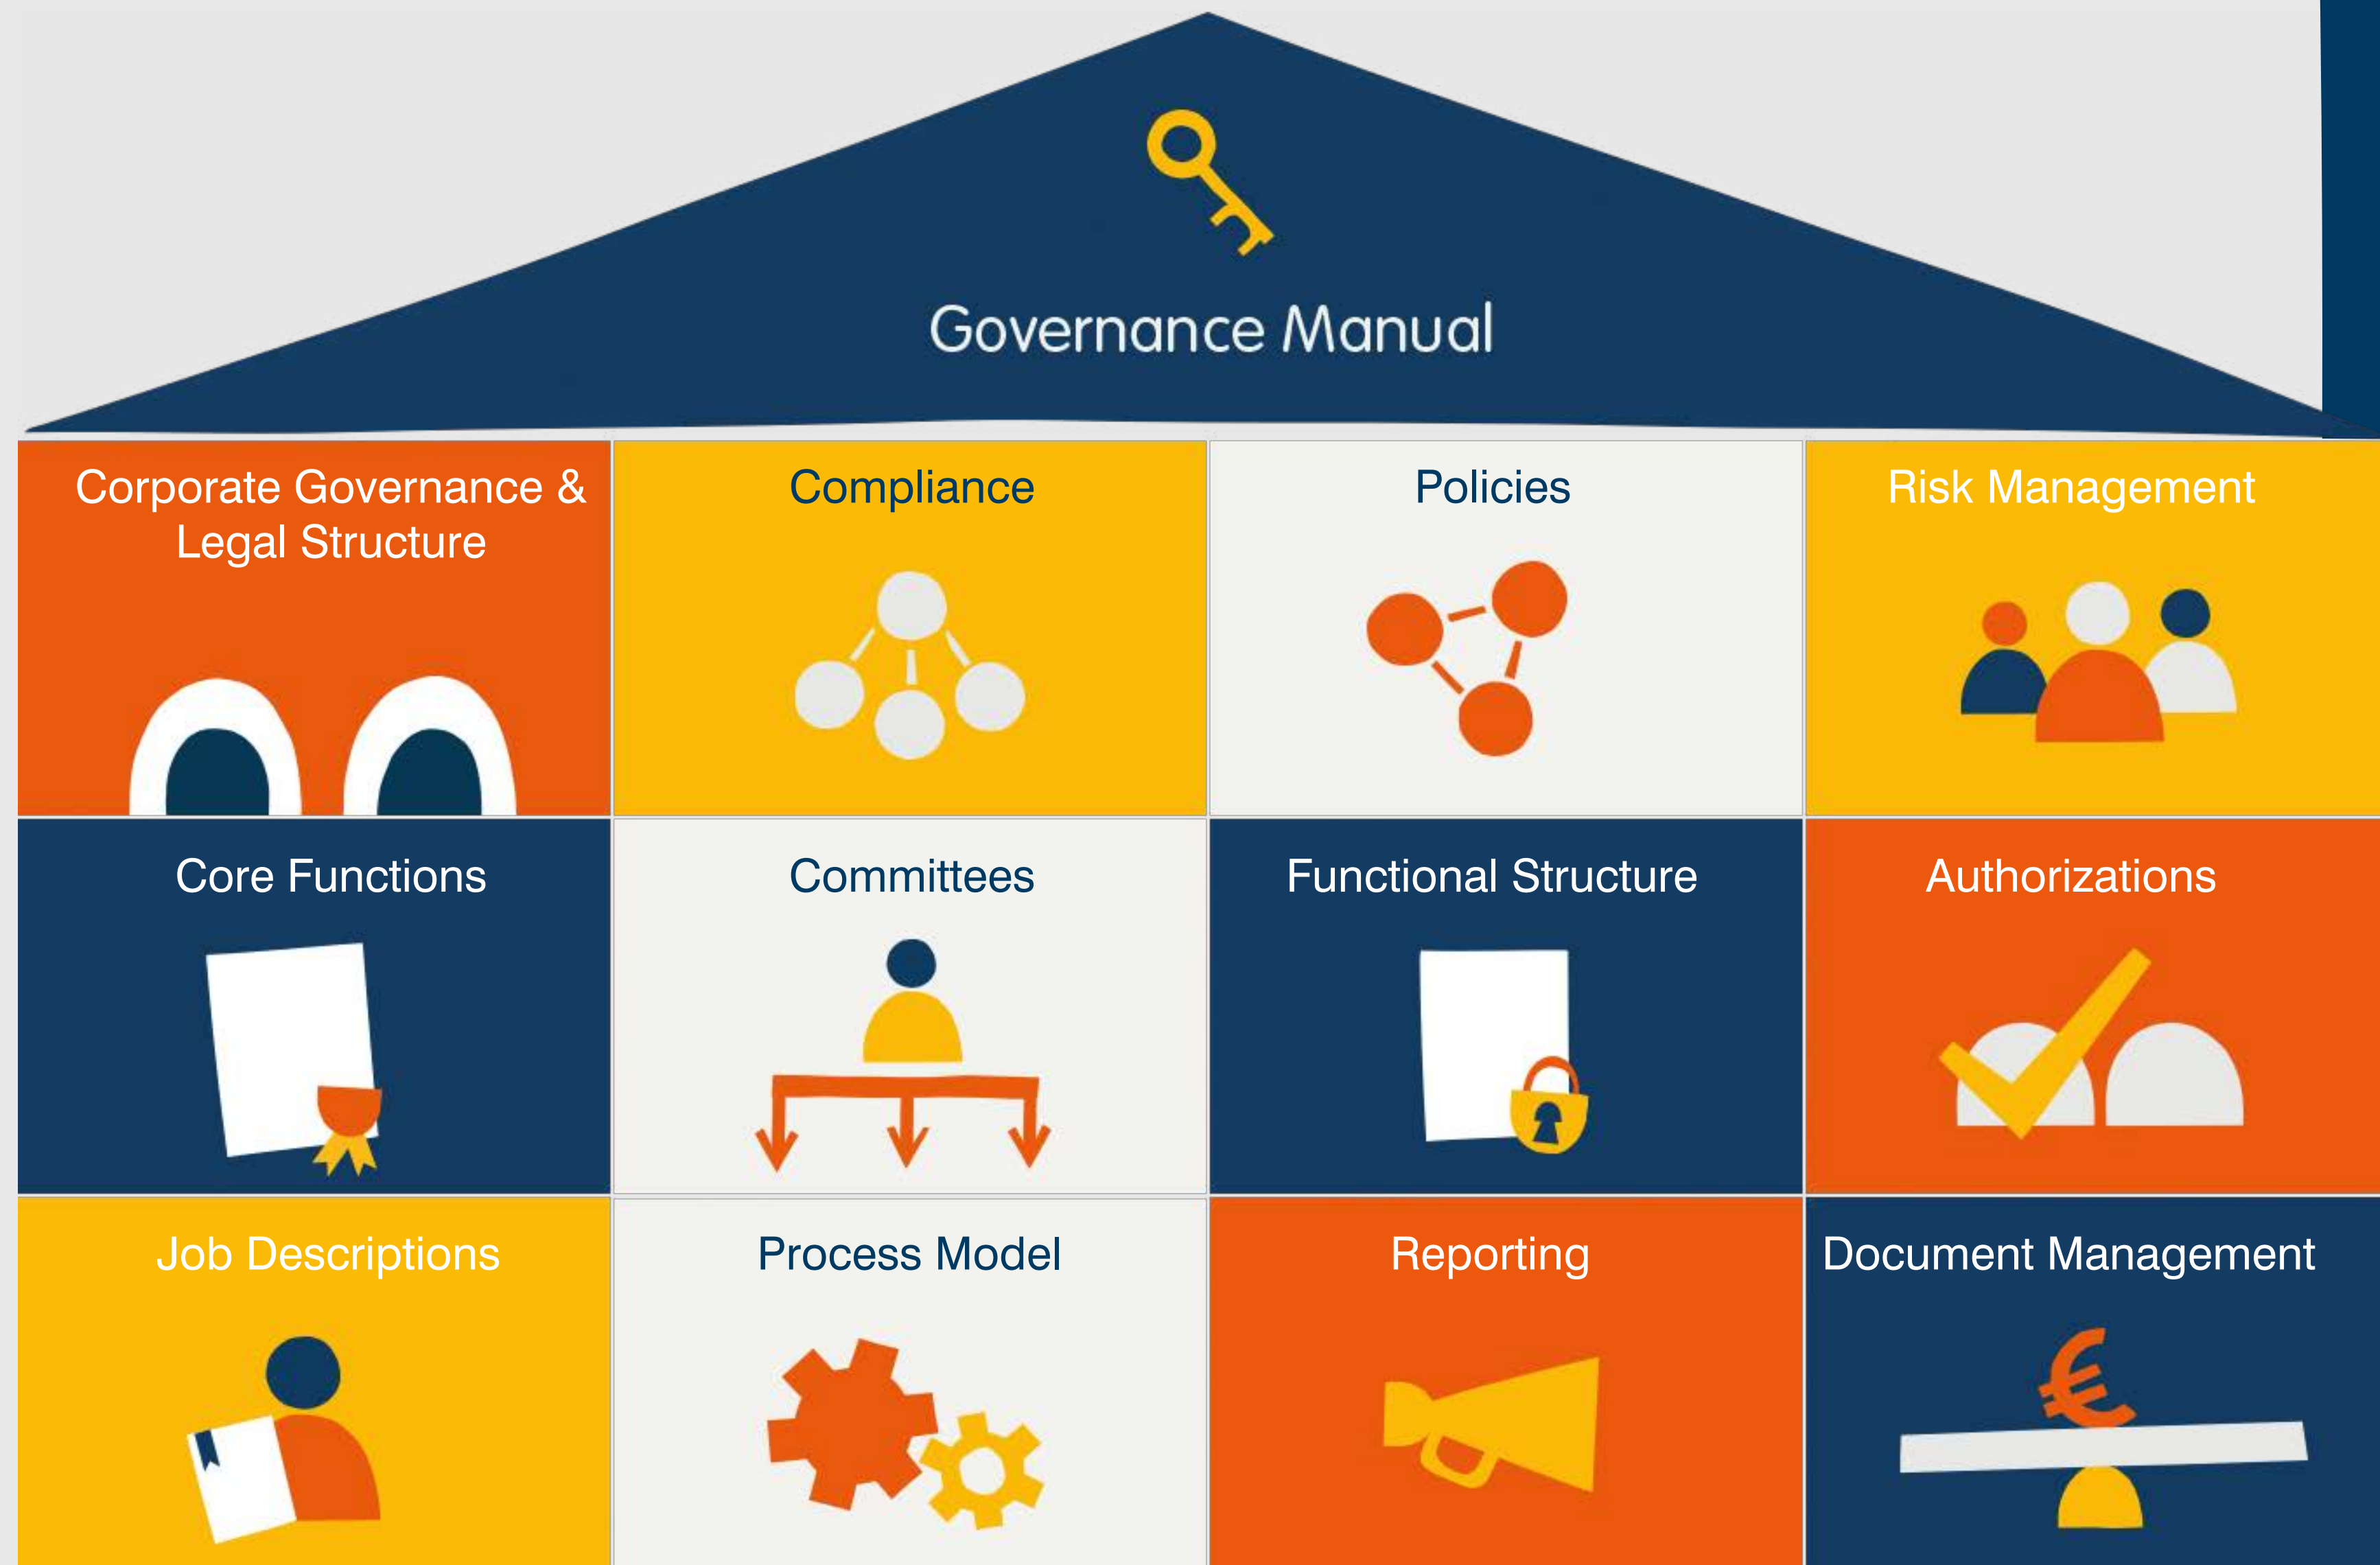 Governance Manual
Corporate Governance &
Legal Structure
Compliance
Policies
Risk Management
Core Functions
Committees
Functional Structure
Authorizations
Job Descriptions
Process Model
Reporting
Document Management
€